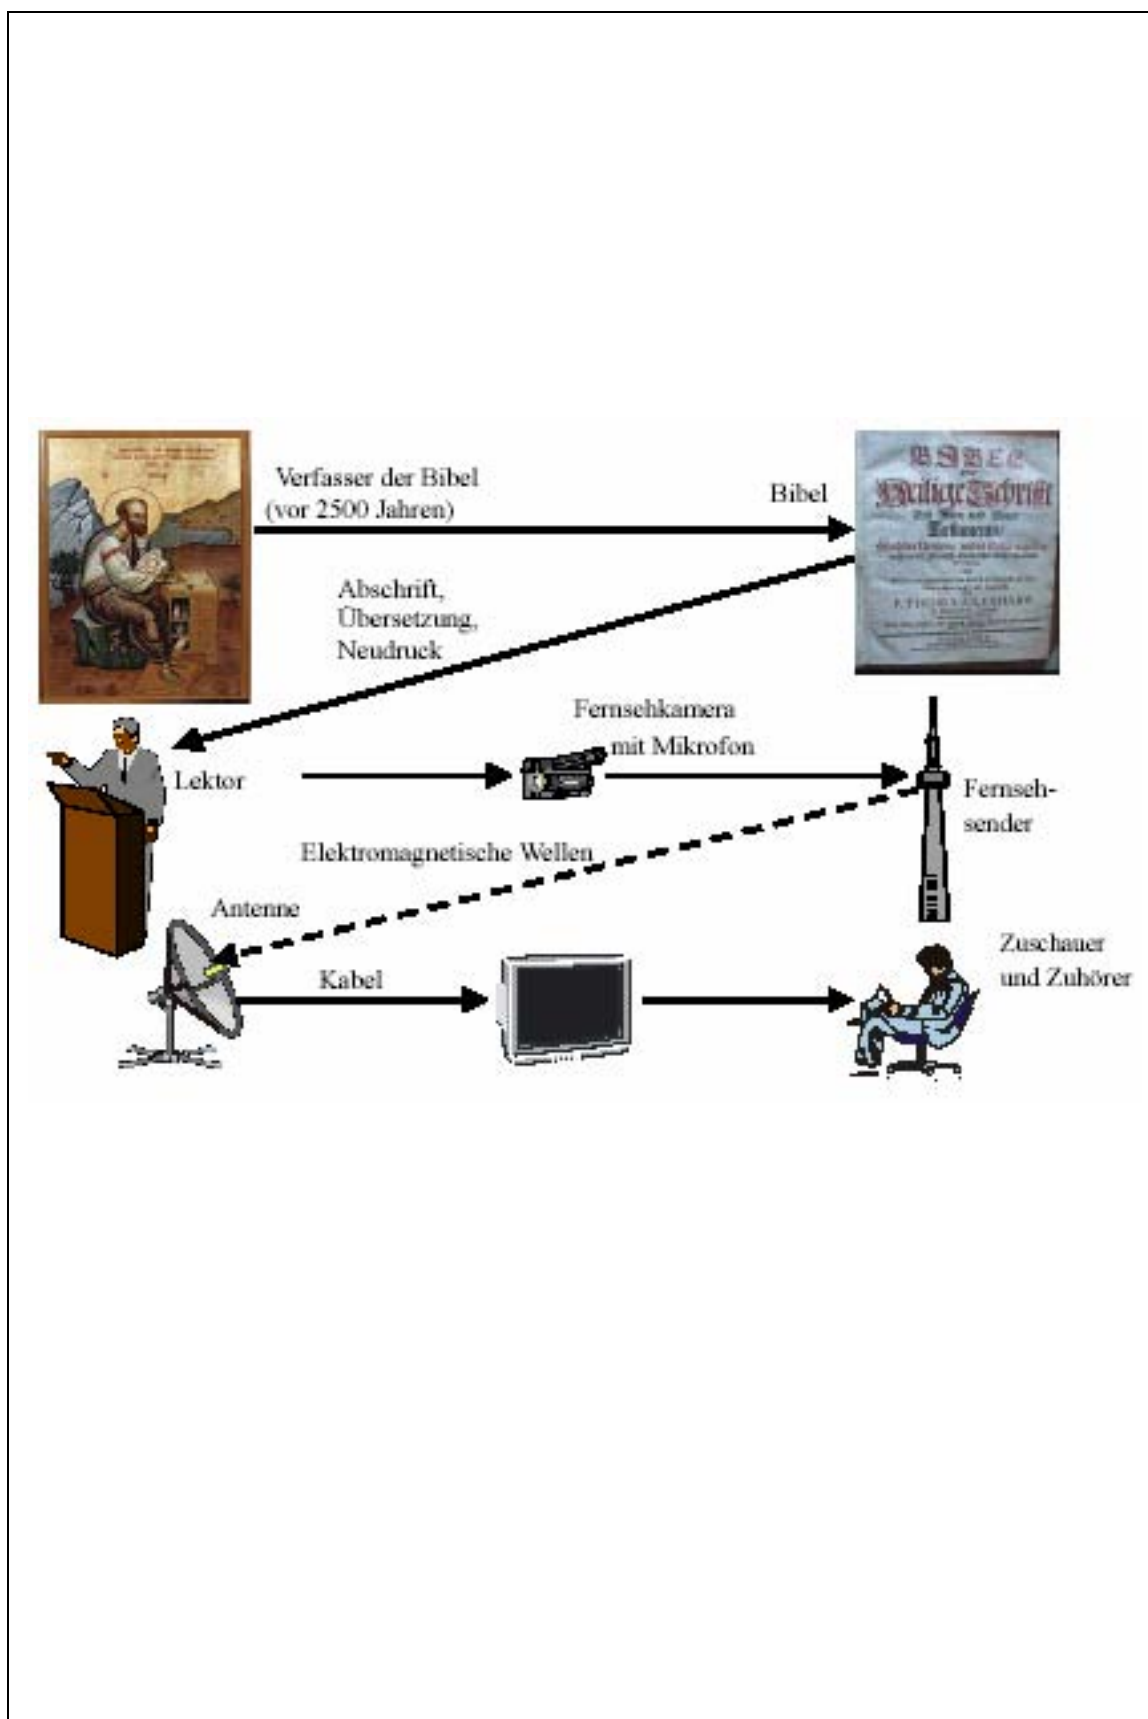 Verfasser der Bibel
(vor 2500 Jahren)
Bibel
Abschrift,
Übersetzung,
Neudruck
Fernsehkamera
mit Mikrofon
Lektor
Fernseh-
sender
Elektromagnetische Wellen
Antenne
Kabel
Zuschauer
und Zuhörer